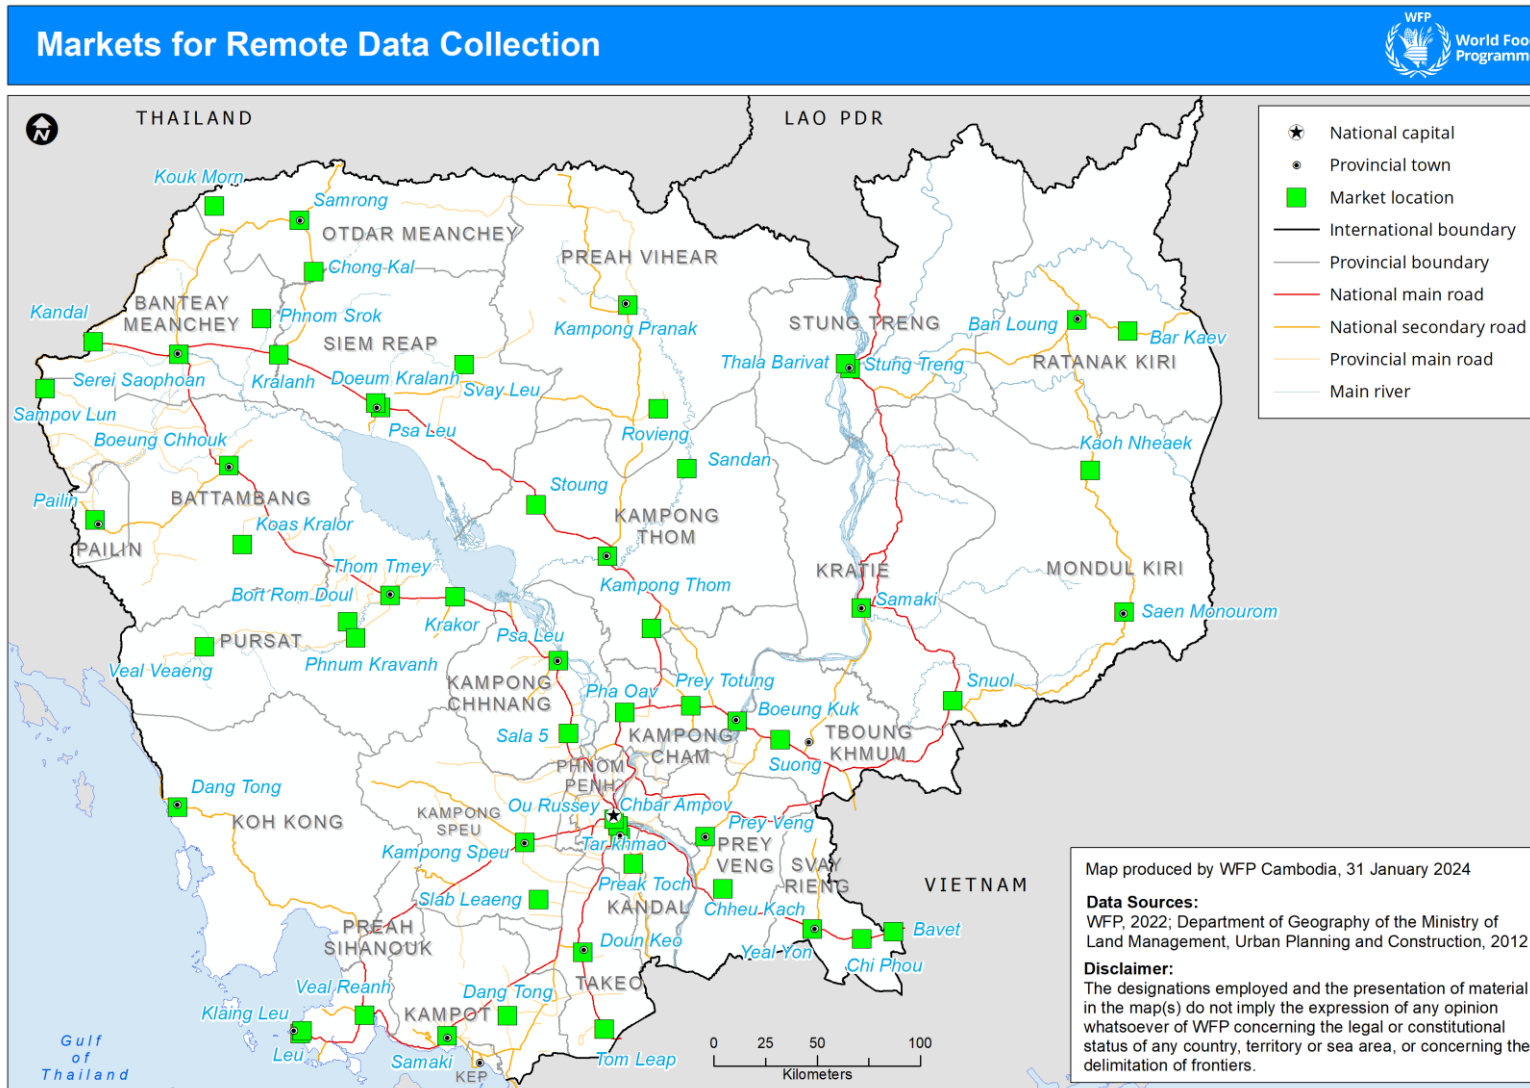 Markets for Remote Data Collection
WFP
World Foo
Programm
THAILAND
LAO PDR
N
National capital
Provincial town
Market location
International boundary
Provincial boundary
National main road
National secondary road
Provincial main road
Main river
Kouk Morn
Samrong
OTDAR MEANCHEY
PREAH VIHEAR
Chong Kal
BANTEAY
MEANCHEY
Kandal
Phnom Srok
SIEM REAP
Kampong Pranak
STUNG TRENG
Ban Loung
Bar Kaev
RATANAK KIRI
Thala Barivat
Stung Treng
Serei Saophoan
Kralanh
Doeum Kralanh
Svay Leu
Sampov Lun
Psa Leu
Rovieng
Boeung Chhouk
Sandan
Kaoh Nheaek
Stoung
BATTAMBANG
Pailin
PAILIN
Koas Kralor
KAMPONG
THOM
Thom Tmey
Kampong Thom
KRATIE
MONDUL KIRI
Bort Rom Doul
Krakor
Samaki
Saen Monourom
PURSAT
Psa Leu
Veal Veaeng
Phnum Kravanh
KAMPONG
CHHNANG
Pha Oav
Prey Totung
Snuol
Boeung Kuk
Sala 5
KAMPONG
CHAM
TBOUNG
KHMUM
Suong
PHNOM
PENH
Dang Tong
KOH KONG
KAMPONG
SPEU
Ou Russey
Chbar Ampov
Prey Veng
Kampong Speu
Tar khmao
PREY
VENG
SVAY
RIENG
Preak Toch
Slab Leaeng
KANDAL
Chheu Kach
VIETNAM
PREAH
SIHANOUK
Doun Keo
Yeal Yon
Bavet
Chi Phou
TAKEO
Veal Reanh
Dang Tong
Klaing Leu
KAMPOT
Leu
Samaki
KEP
Tom Leap
Gulf
of
Thailand
0 25 50 100
Kilometers
Map produced by WFP Cambodia, 31 January 2024
Data Sources:
WFP, 2022; Department of Geography of the Ministry of
Land Management, Urban Planning and Construction, 2012
Disclaimer:
The designations employed and the presentation of material
in the map(s) do not imply the expression of any opinion
whatsoever of WFP concerning the legal or constitutional
status of any country, territory or sea area, or concerning the
delimitation of frontiers.